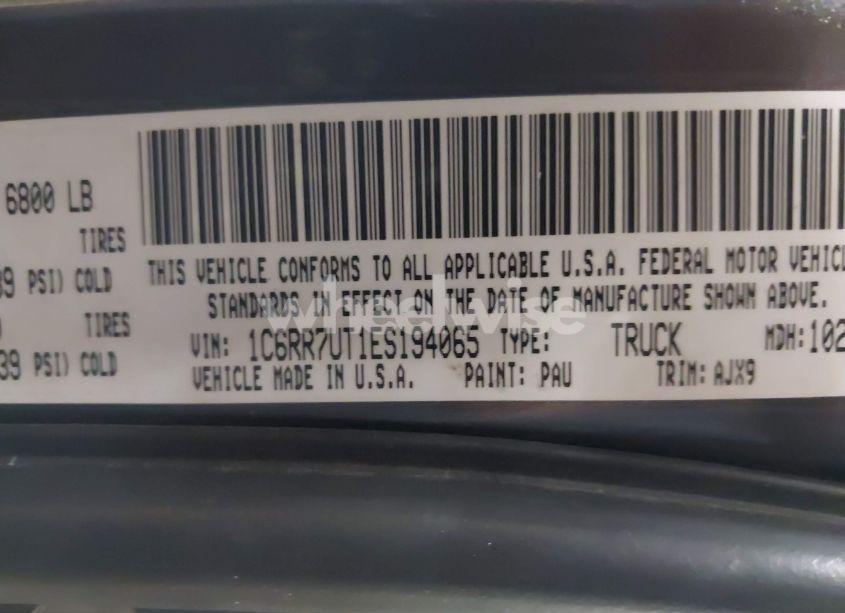 6800 LB
TIRES
39 PSI) COLD
TIRES
39 PSI) COLD
THIS VEHICLE CONFORMS TO ALL APPLICABLE U.S.A. FEDERAL MOTOR VEHICL
STANDARDS IN EFFECT ON THE DATE OF MANUFACTURE SHOWN ABOVE.
VIN: 1C6RR7UT1ES194065 TYPE: TRUCK MDH: 102
VEHICLE MADE IN U.S.A. PAINT: PAU TRIM: AJX9
wheelwise